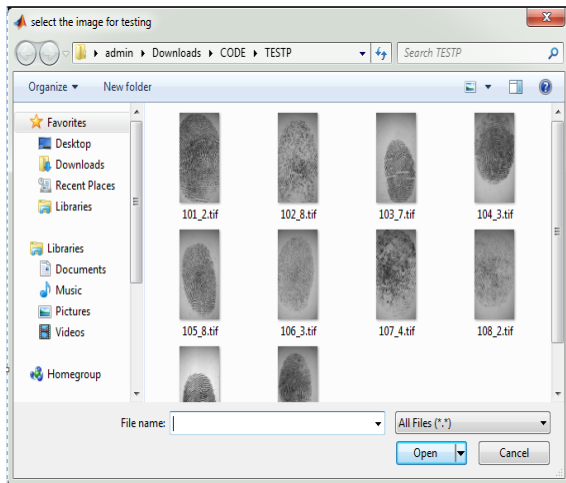 select the image for testing
admin Downloads CODE TESTP Search TESTP
Organize New folder
Favorites
Desktop
Downloads
Recent Places
Libraries
Libraries
Documents
Music
Pictures
Videos
Homegroup
101_2.tif 102_8.tif 103_7.tif 104_3.tif
105_8.tif 106_3.tif 107_4.tif 108_2.tif
File name: All Files (*.*)
Open Cancel